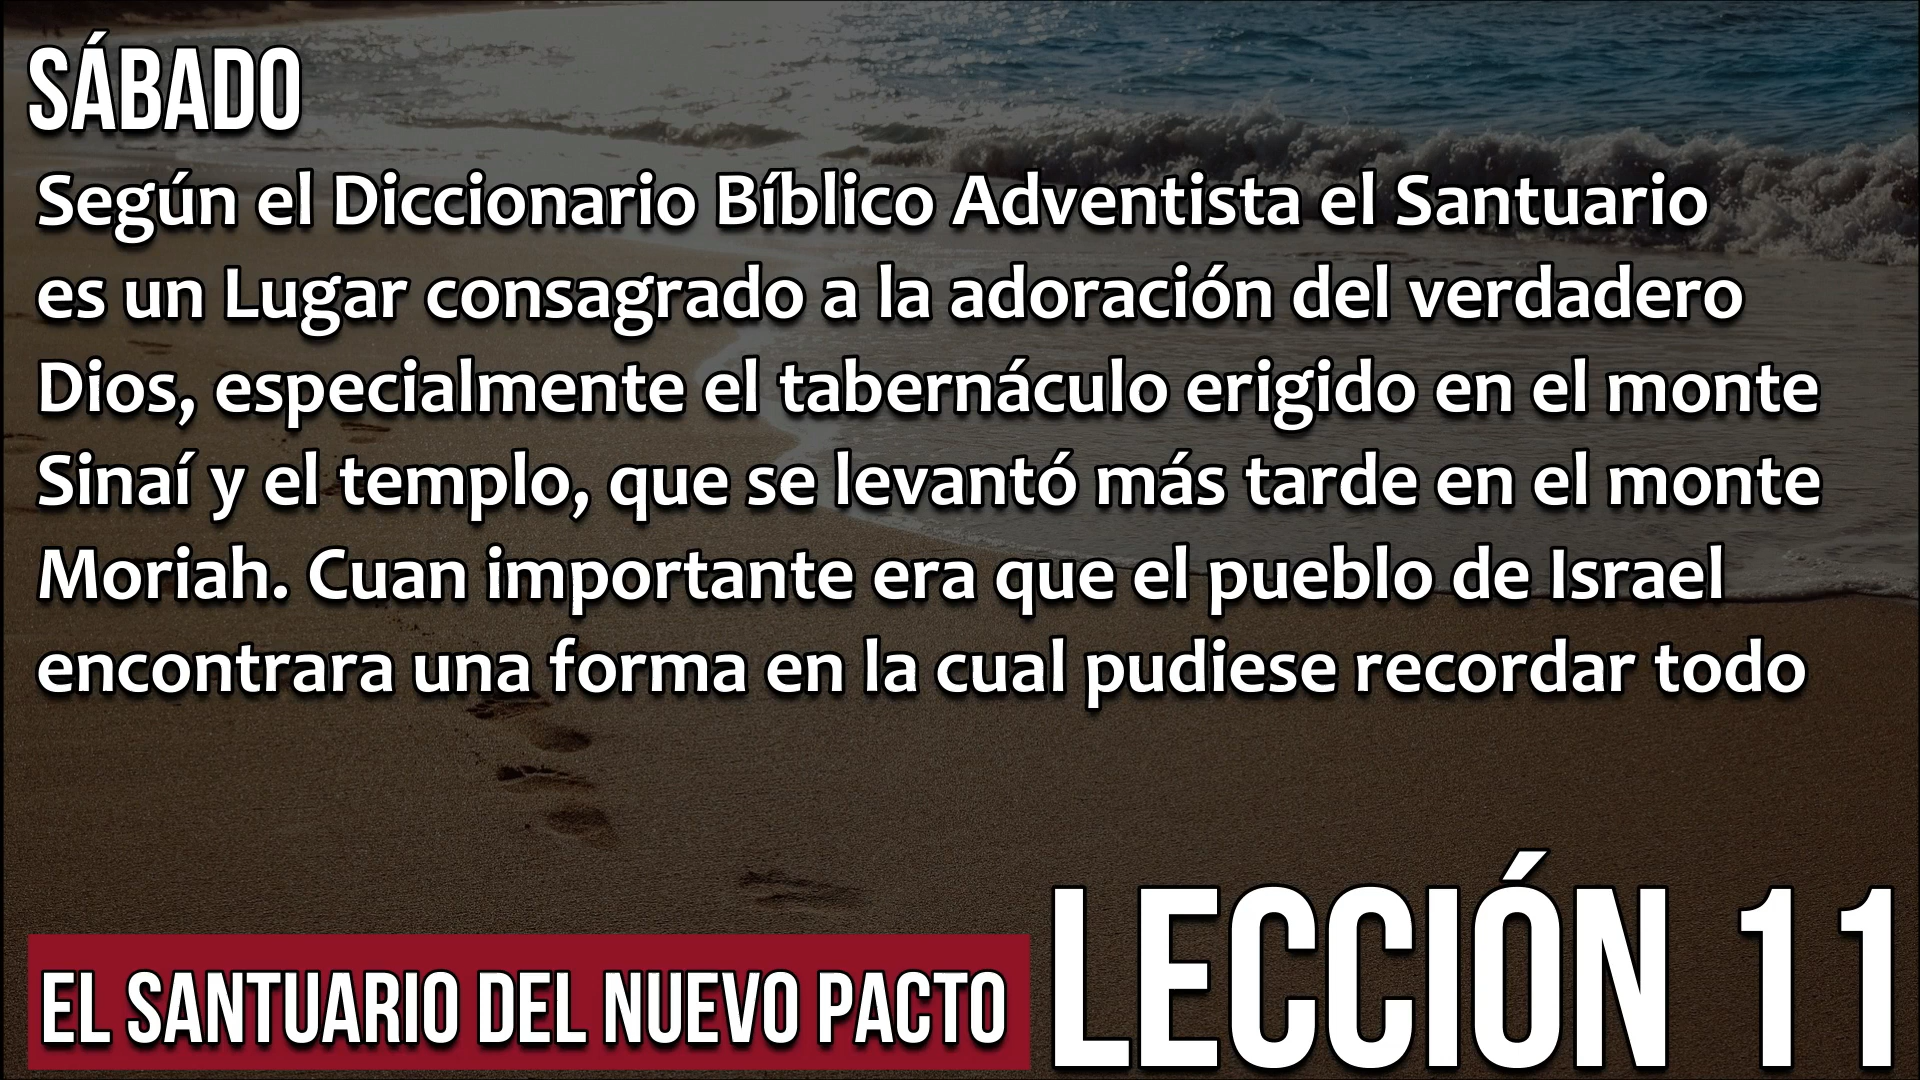 SÁBADO
Según el Diccionario Bíblico Adventista el Santuario
es un Lugar consagrado a la adoración del verdadero
Dios, especialmente el tabernáculo erigido en el monte
Sinaí y el templo, que se levantó más tarde en el monte
Moriah. Cuan importante era que el pueblo de Israel
encontrara una forma en la cual pudiese recordar todo
EL SANTUARIO DEL NUEVO PACTO
LECCIÓN 11